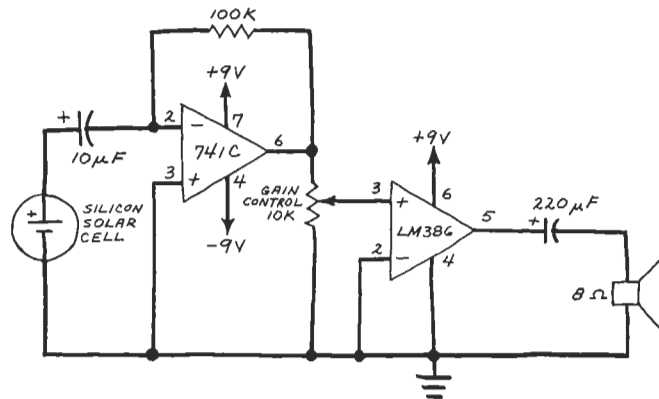 100K
+9V
7
2
−
741C
6
3
+
4
-9V
+
10µF
+
SILICON
SOLAR
CELL
GAIN
CONTROL
10K
+9V
3
+
6
LM386
5
2
−
4
+
220µF
8Ω